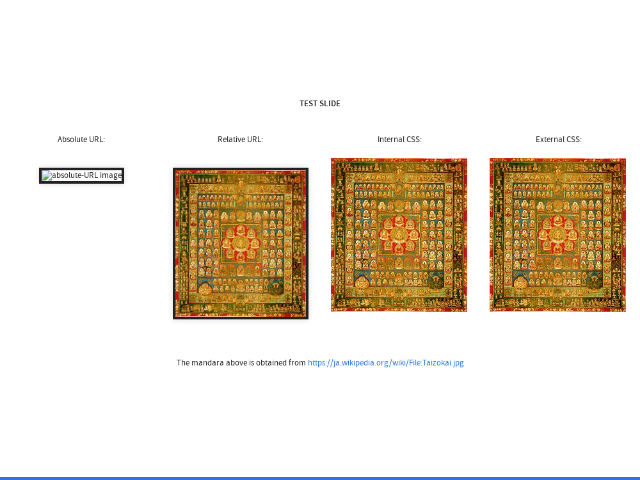 TEST SLIDE
Absolute URL:
Relative URL:
Internal CSS:
External CSS:
absolute-URL image
The mandara above is obtained from https://ja.wikipedia.org/wiki/File:Taizokai.jpg